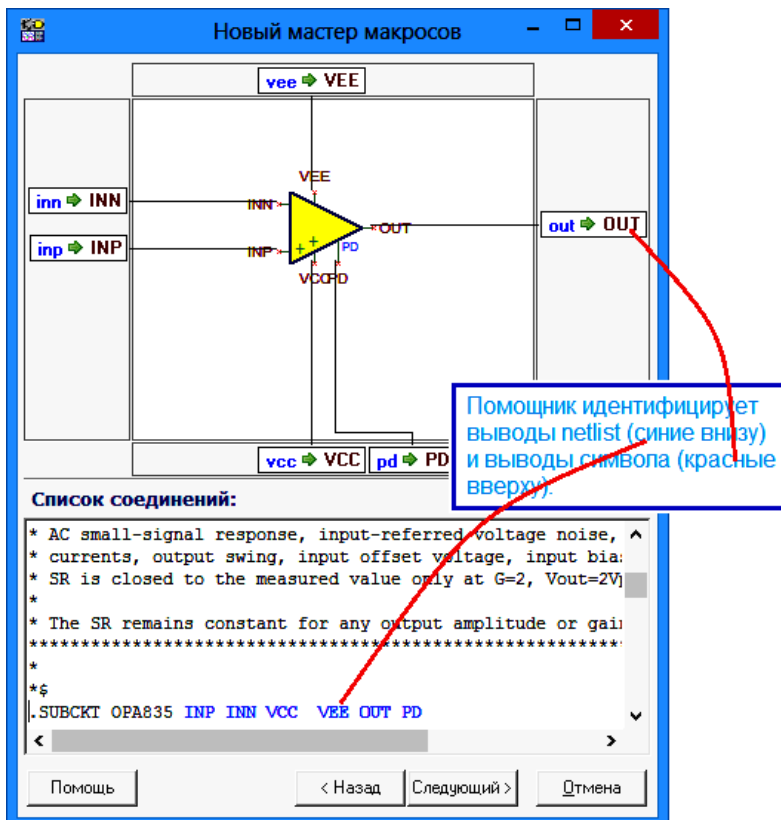 Новый мастер макросов
vee VEE
VEE
inn INN
INN
OUT
out OUT
inp INP
INP
+ +
PD
VCC PD
vcc VCC
pd PD
Помощник идентифицирует
выводы netlist (синие внизу)
и выводы символа (красные
вверху).
Список соединений:
* AC small-signal response, input-referred voltage noise,
* currents, output swing, input offset voltage, input bia
* SR is closed to the measured value only at G=2, Vout=2V
*
* The SR remains constant for any output amplitude or gai
************************************************************
*
*$
.SUBCKT OPA835 INP INN VCC VEE OUT PD
Помощь
< Назад
Следующий >
Отмена